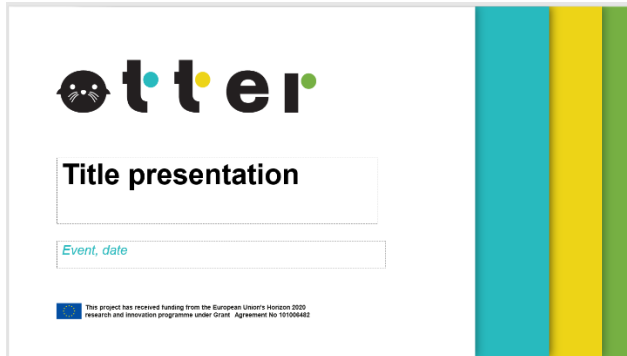 otter
Title presentation
Event, date
This project has received funding from the European Union's Horizon 2020
research and innovation programme under Grant Agreement No 101006482